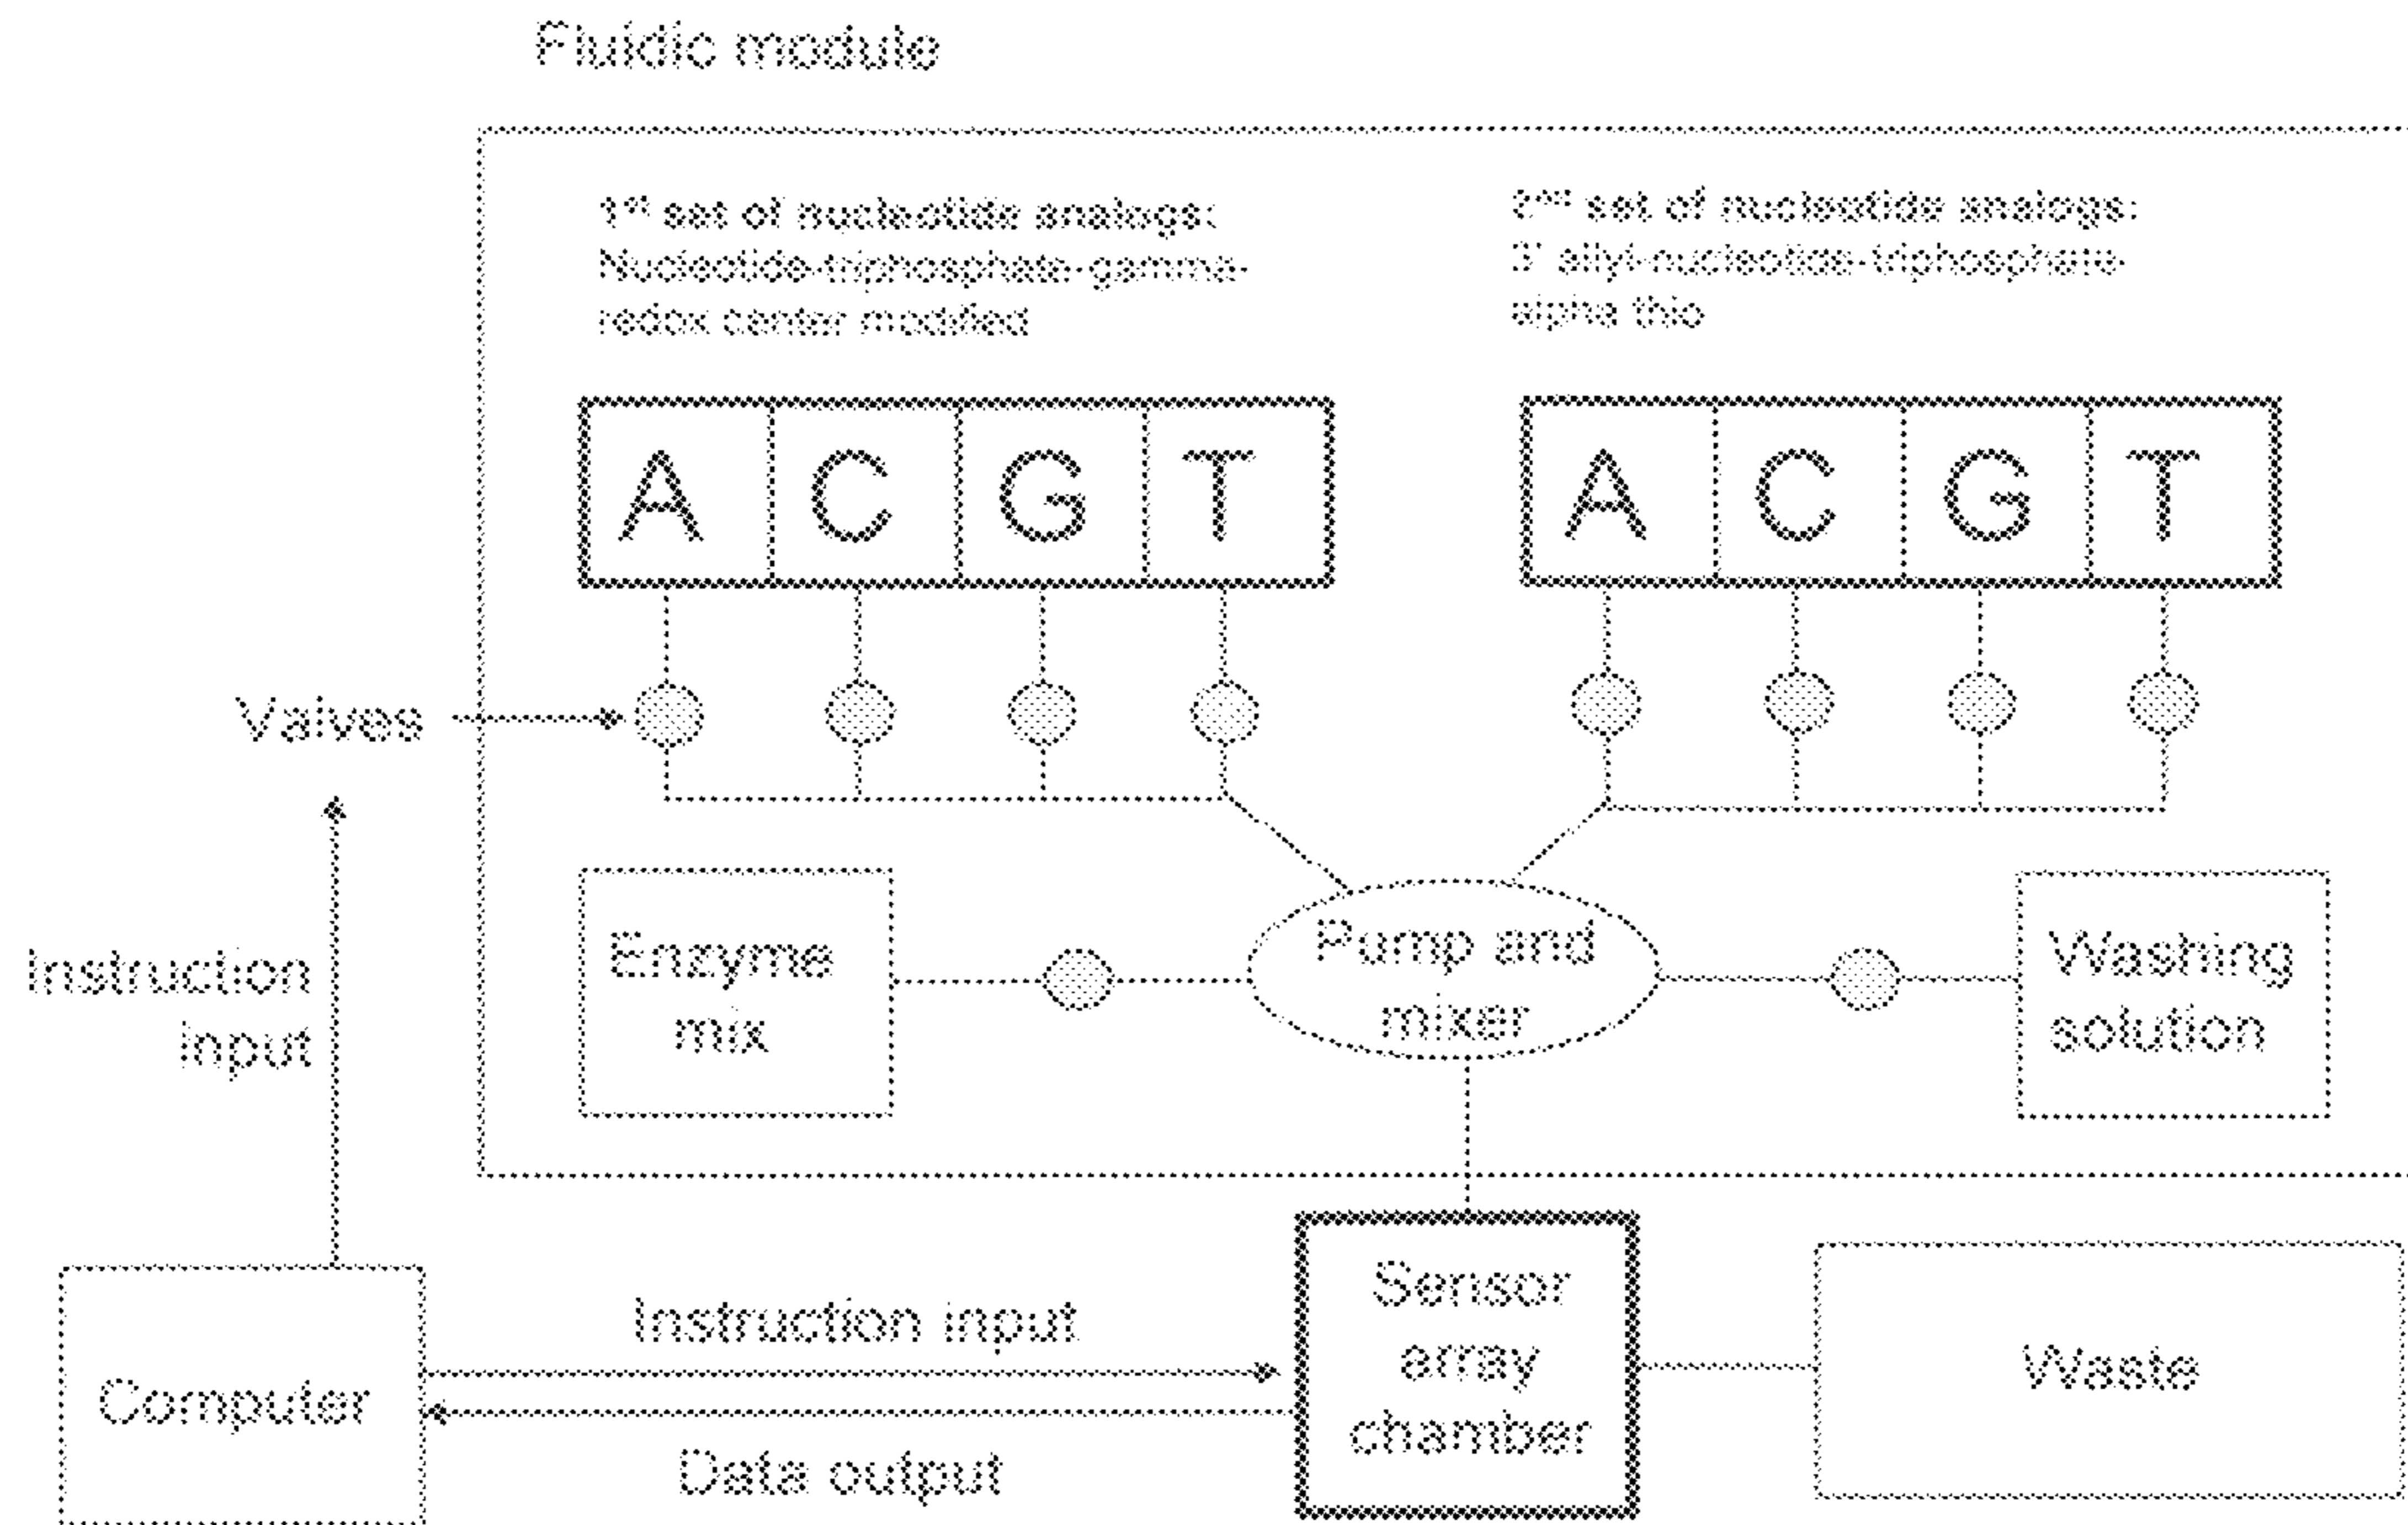 Fluidic module
1st set of nucleotide analogs:
Nucleotide-triphosphate-gamma-
redox center modified
2nd set of nucleotide analogs:
3' allyl-nucleotide-triphosphate
alpha thio
A C G T
A C G T
Valves
Instruction
input
Enzyme
mix
Pump and
mixer
Washing
solution
Computer
Instruction input
Data output
Sensor
array
chamber
Waste